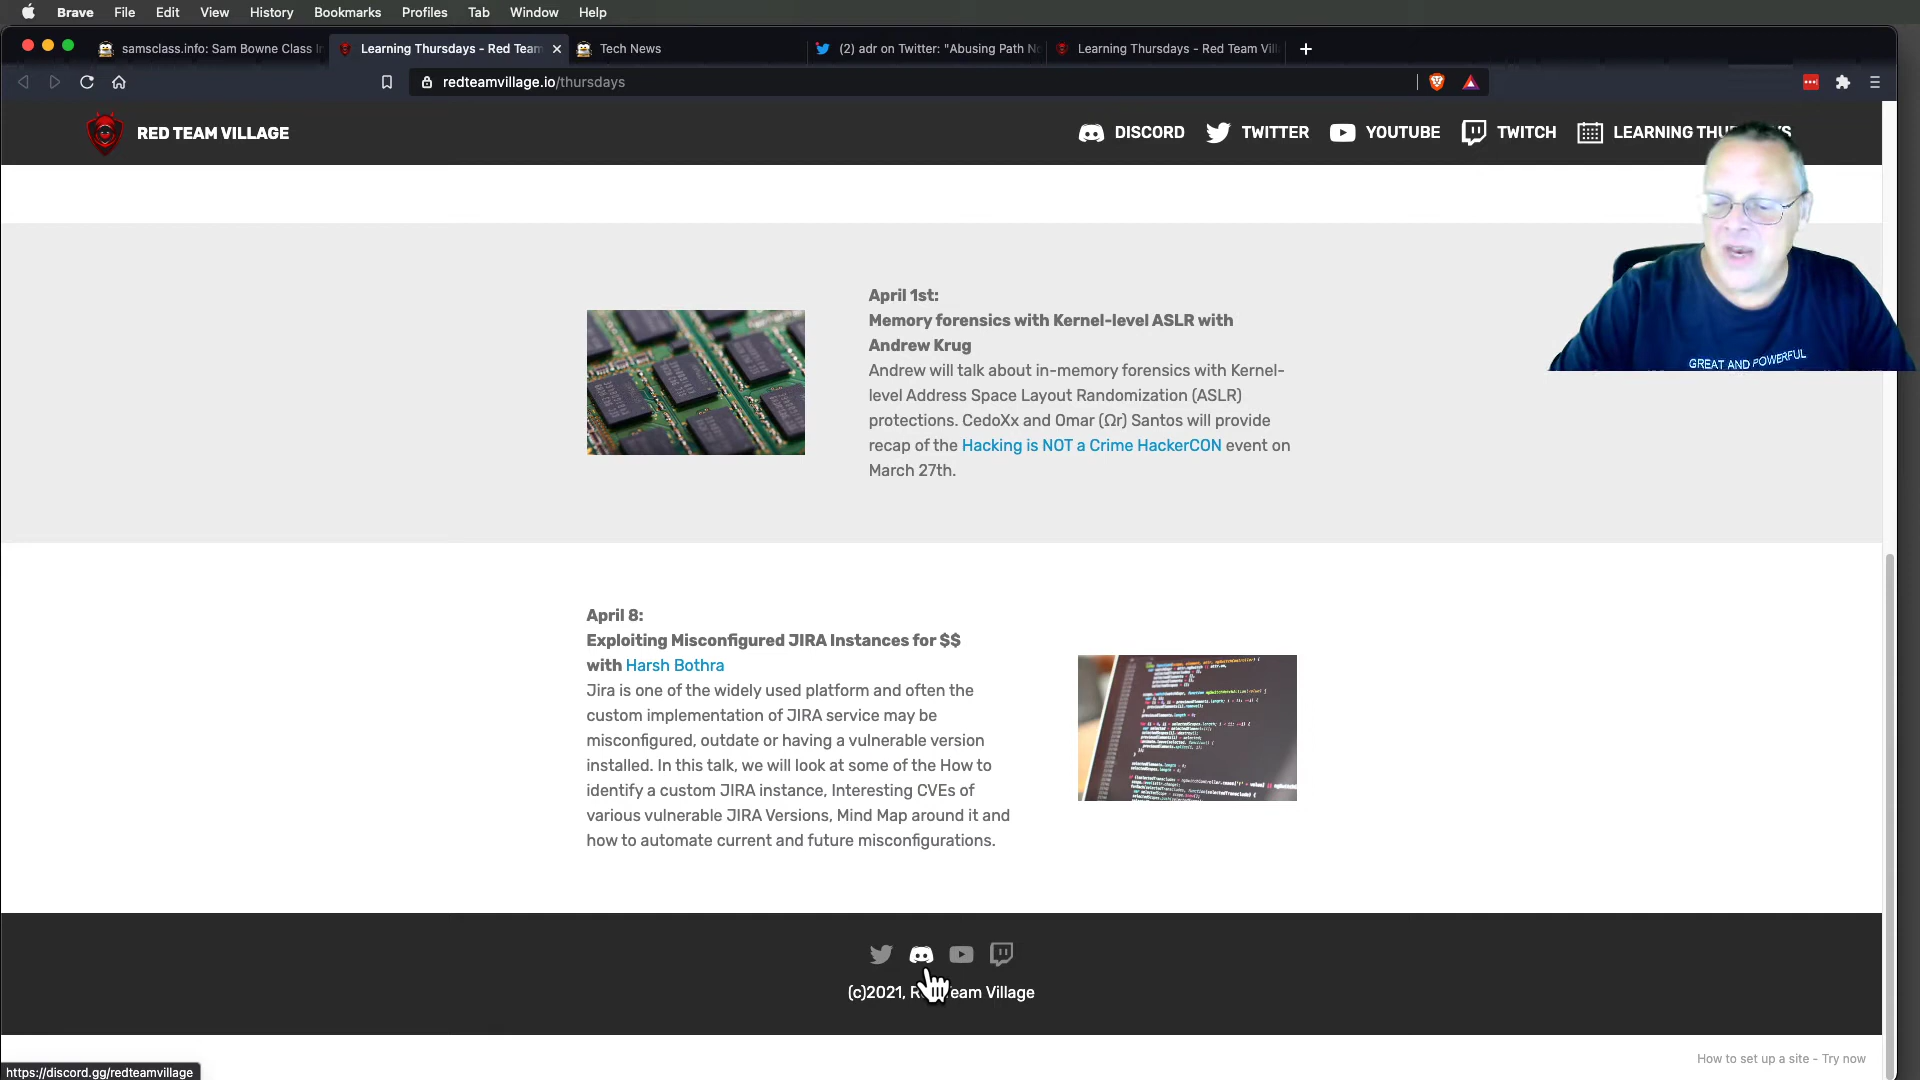 Brave File Edit View History Bookmarks Profiles Tab Window Help
samsclass.info: Sam Bowne Class In
Learning Thursdays - Red Team
Tech News
(2) adr on Twitter: "Abusing Path N
Learning Thursdays - Red Team Vill
redteamvillage.io/thursdays
RED TEAM VILLAGE
DISCORD TWITTER YOUTUBE TWITCH LEARNING
GREAT AND POWERFUL
April 1st:
Memory forensics with Kernel-level ASLR with
Andrew Krug
Andrew will talk about in-memory forensics with Kernel-
level Address Space Layout Randomization (ASLR)
protections. CedoXx and Omar (Ωr) Santos will provide
recap of the Hacking is NOT a Crime HackerCON event on
March 27th.
April 8:
Exploiting Misconfigured JIRA Instances for $$
with Harsh Bothra
Jira is one of the widely used platform and often the
custom implementation of JIRA service may be
misconfigured, outdate or having a vulnerable version
installed. In this talk, we will look at some of the How to
identify a custom JIRA instance, Interesting CVEs of
various vulnerable JIRA Versions, Mind Map around it and
how to automate current and future misconfigurations.
(c)2021, Team Village
How to set up a site - Try now
https://discord.gg/redteamvillage